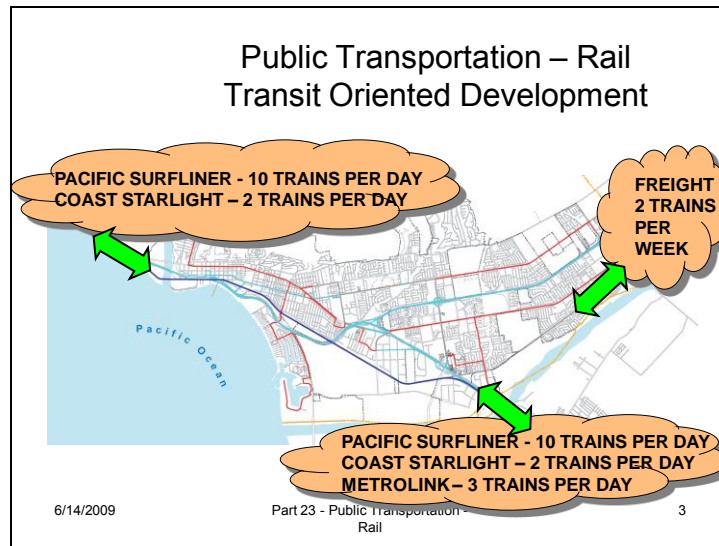 Public Transportation – Rail
Transit Oriented Development
PACIFIC SURFLINER - 10 TRAINS PER DAY
COAST STARLIGHT – 2 TRAINS PER DAY
FREIGHT
2 TRAINS
PER
WEEK
Pacific Ocean
PACIFIC SURFLINER - 10 TRAINS PER DAY
COAST STARLIGHT – 2 TRAINS PER DAY
METROLINK – 3 TRAINS PER DAY
6/14/2009
Part 23 - Public Transportation -
Rail
3